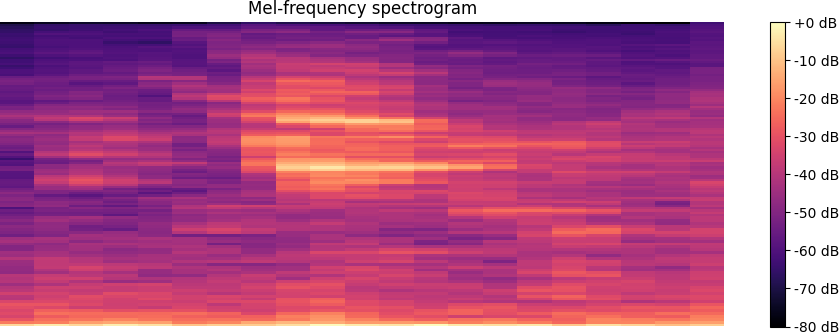 Mel-frequency spectrogram
+0 dB
-10 dB
-20 dB
-30 dB
-40 dB
-50 dB
-60 dB
-70 dB
-80 dB